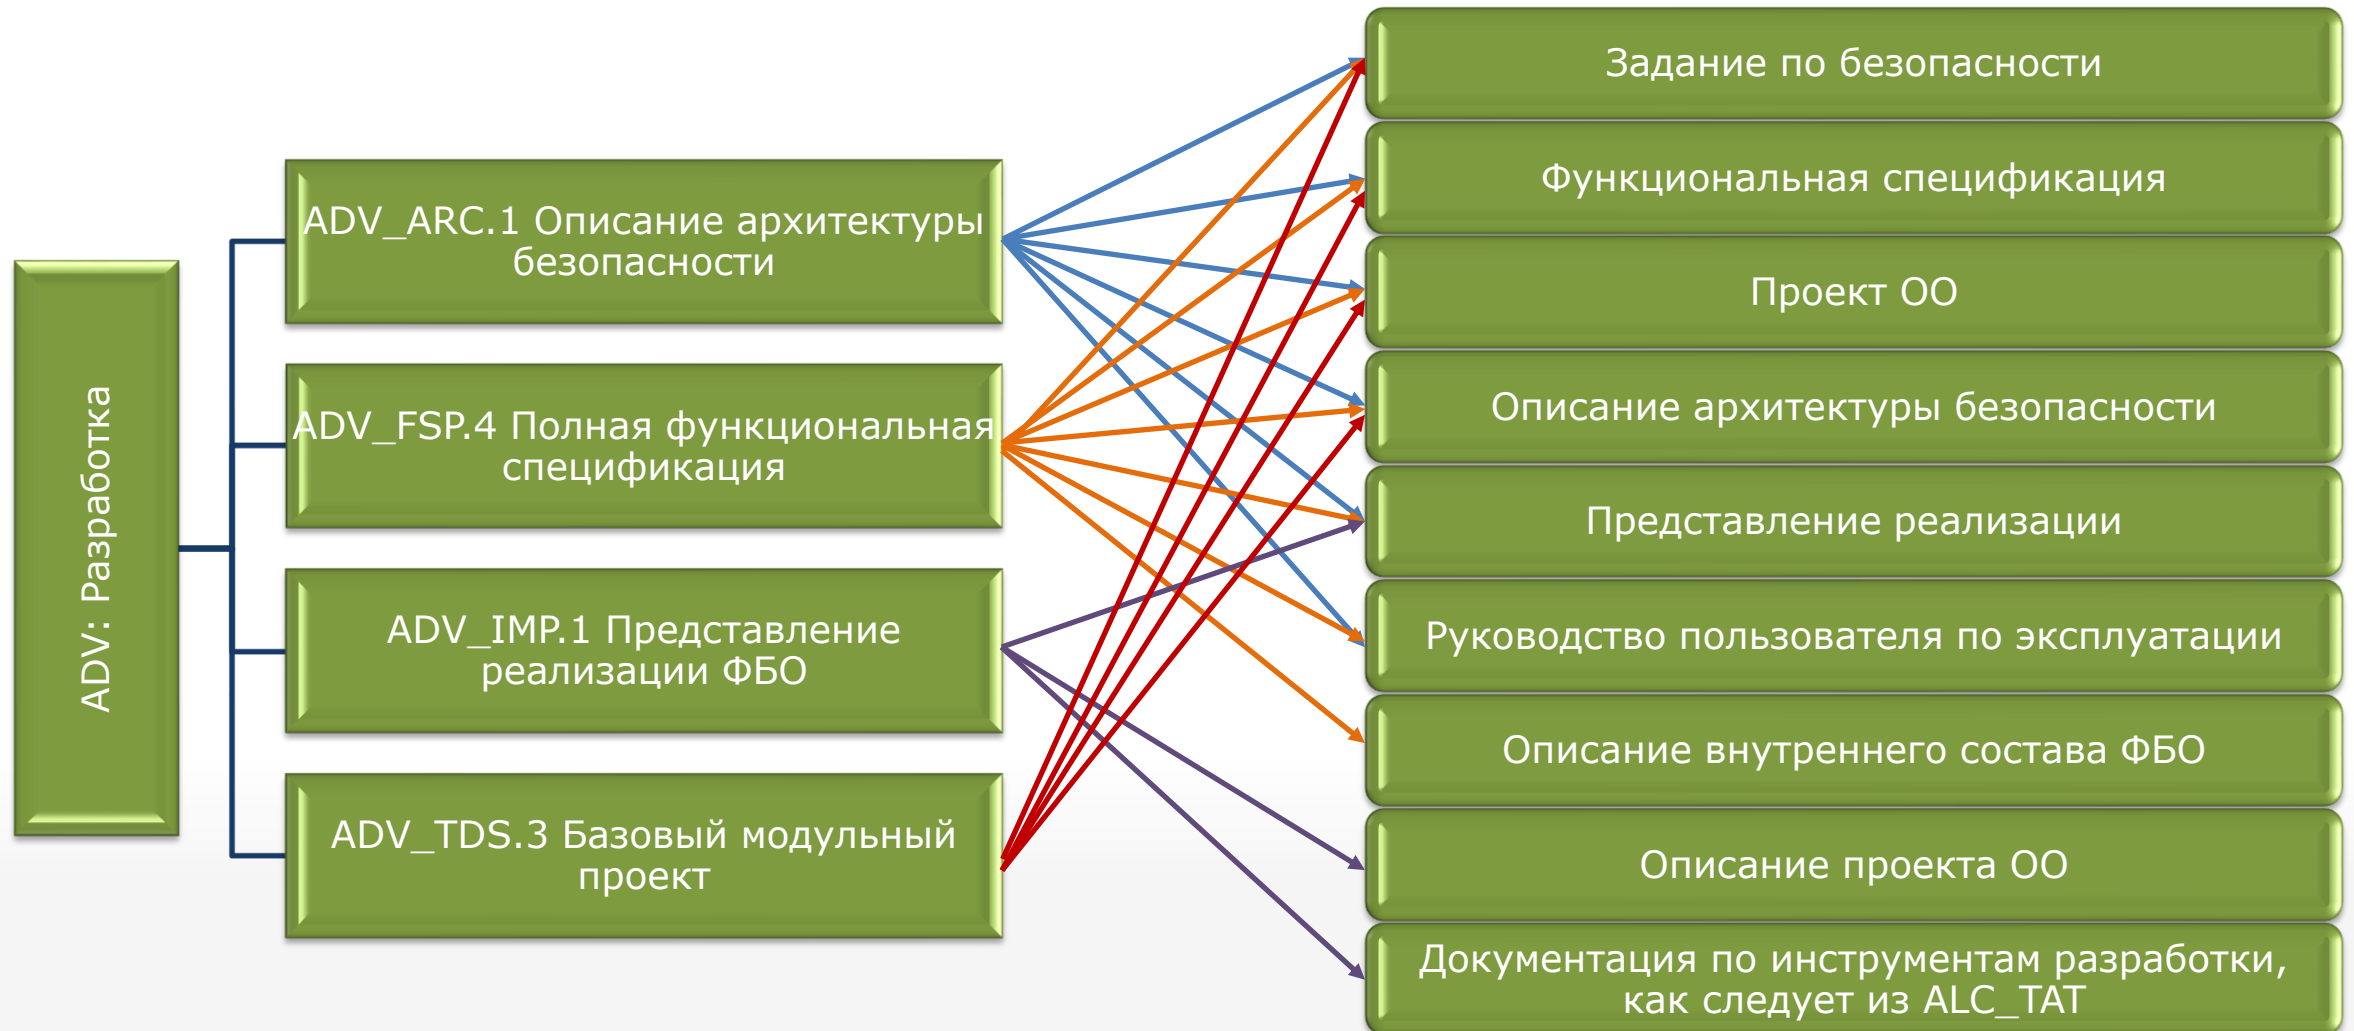 ADV: Разработка
ADV_ARC.1 Описание архитектуры
безопасности
ADV_FSP.4 Полная функциональная
спецификация
ADV_IMP.1 Представление
реализации ФБО
ADV_TDS.3 Базовый модульный
проект
Задание по безопасности
Функциональная спецификация
Проект ОО
Описание архитектуры безопасности
Представление реализации
Руководство пользователя по эксплуатации
Описание внутреннего состава ФБО
Описание проекта ОО
Документация по инструментам разработки,
как следует из ALC_TAT